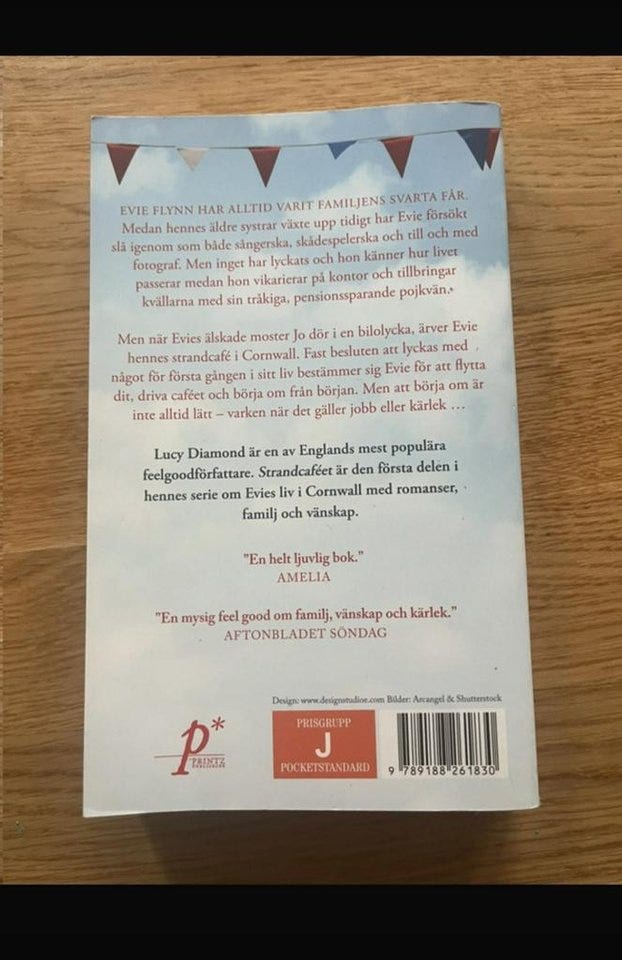 EVIE FLYNN HAR ALLTID VARIT FAMILJENS SVARTA FÅR.
Medan hennes äldre systrar växte upp tidigt har Evie försökt
slå igenom som både sångerska, skådespelerska och till och med
fotograf. Men inget har lyckats och hon känner hur livet
passerar medan hon vikarierar på kontor och tillbringar
kvällarna med sin tråkiga, pensionssparande pojkvän.
Men när Evies älskade moster Jo dör i en bilolycka, ärver Evie
hennes strandcafé i Cornwall. Fast besluten att lyckas med
något för första gången i sitt liv bestämmer sig Evie för att flytta
dit, driva caféet och börja om från början. Men att börja om är
inte alltid lätt – varken när det gäller jobb eller kärlek …
Lucy Diamond är en av Englands mest populära
feelgoodförfattare. Strandcaféet är den första delen i
hennes serie om Evies liv i Cornwall med romanser,
familj och vänskap.
"En helt ljuvlig bok."
AMELIA
"En mysig feel good om familj, vänskap och kärlek."
AFTONBLADET SÖNDAG
Design: www.designstudioe.com Bilder: Arcangel & Shutterstock
p*
PRINTZ
PUBLISHING
PRISGRUPP
J
POCKETSTANDARD
9 789188 261830